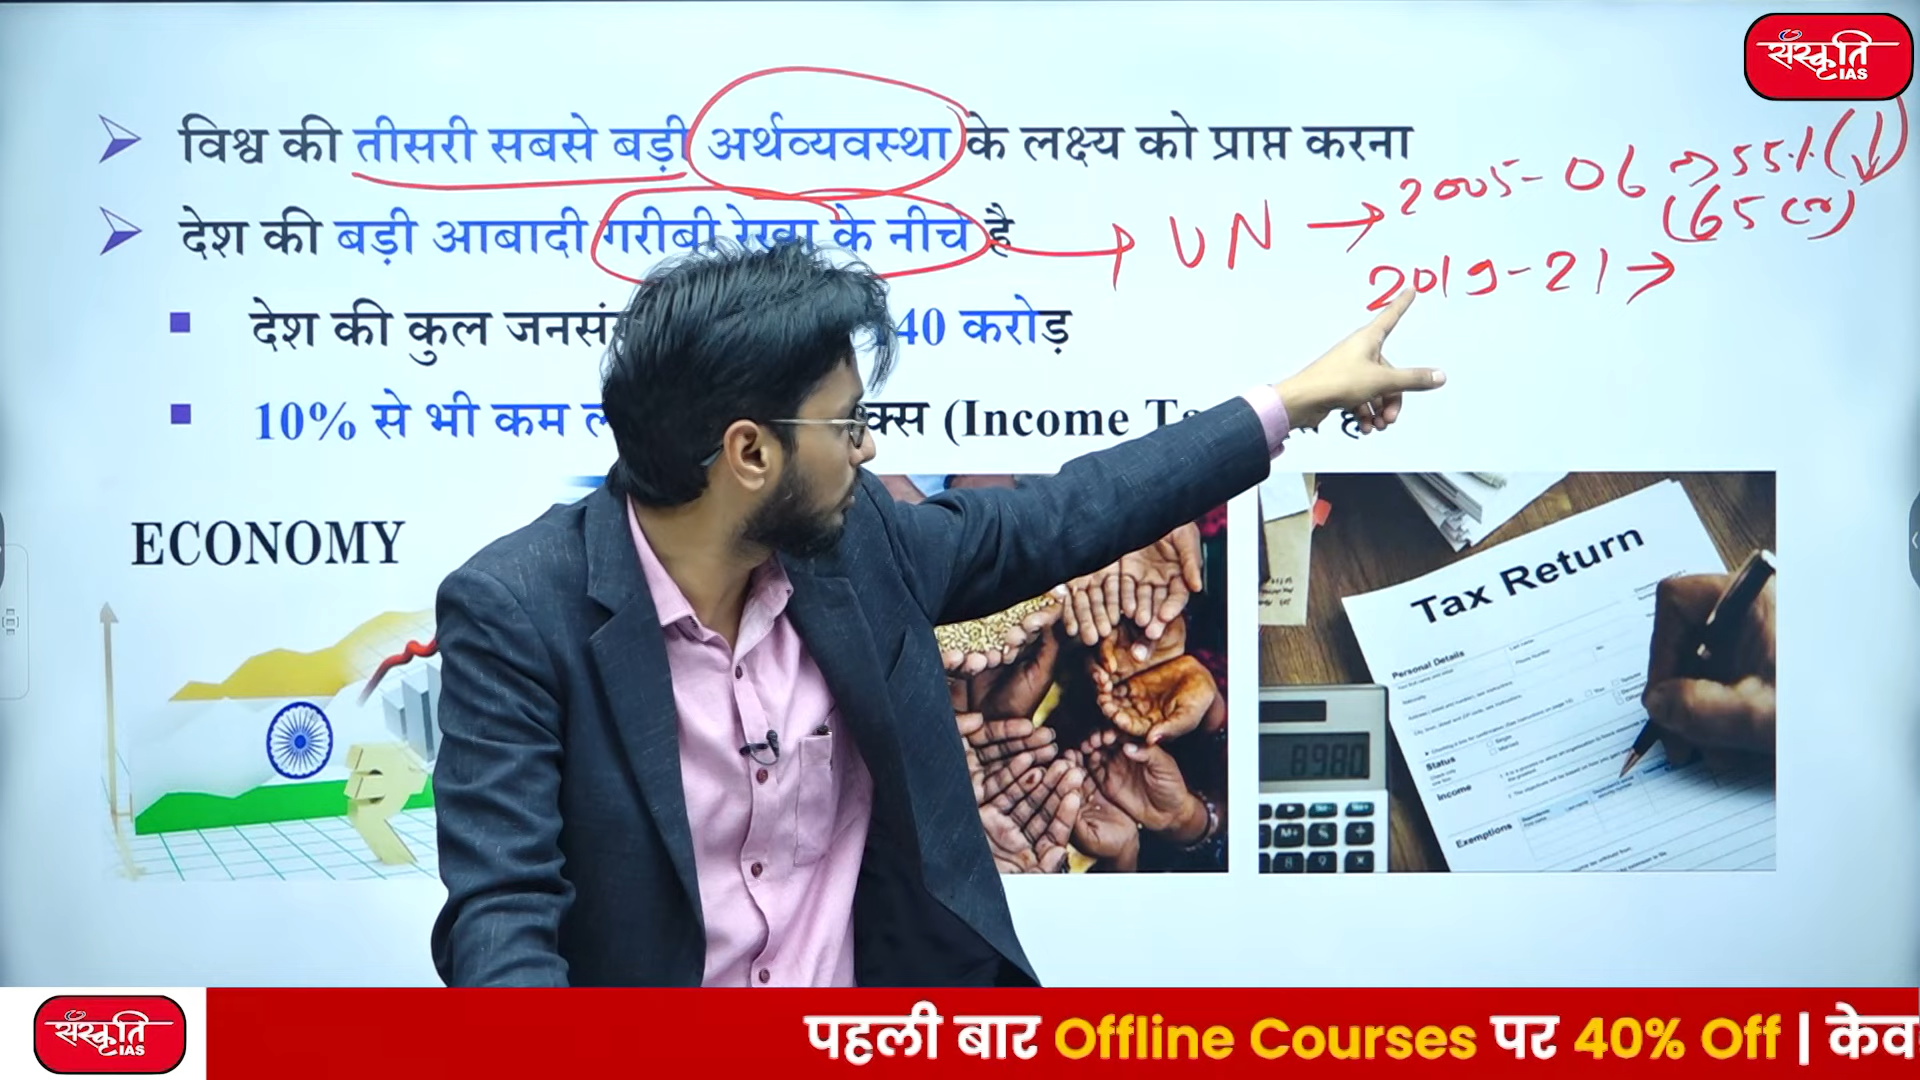 संस्कृति
IAS
विश्व की तीसरी सबसे बड़ी अर्थव्यवस्था के लक्ष्य को प्राप्त करना
2005-06 → 55% (↓)
(65 cr)
देश की बड़ी आबादी गरीबी रेखा के नीचे है → UN →
2019-21 →
देश की कुल 40 करोड़
10% से भी कम (Income
ECONOMY
Tax Return
Personal Details
Status
Income
Exemptions
8980
M+
8 9 ×
संस्कृति
IAS
पहली बार Offline Courses पर 40% Off |